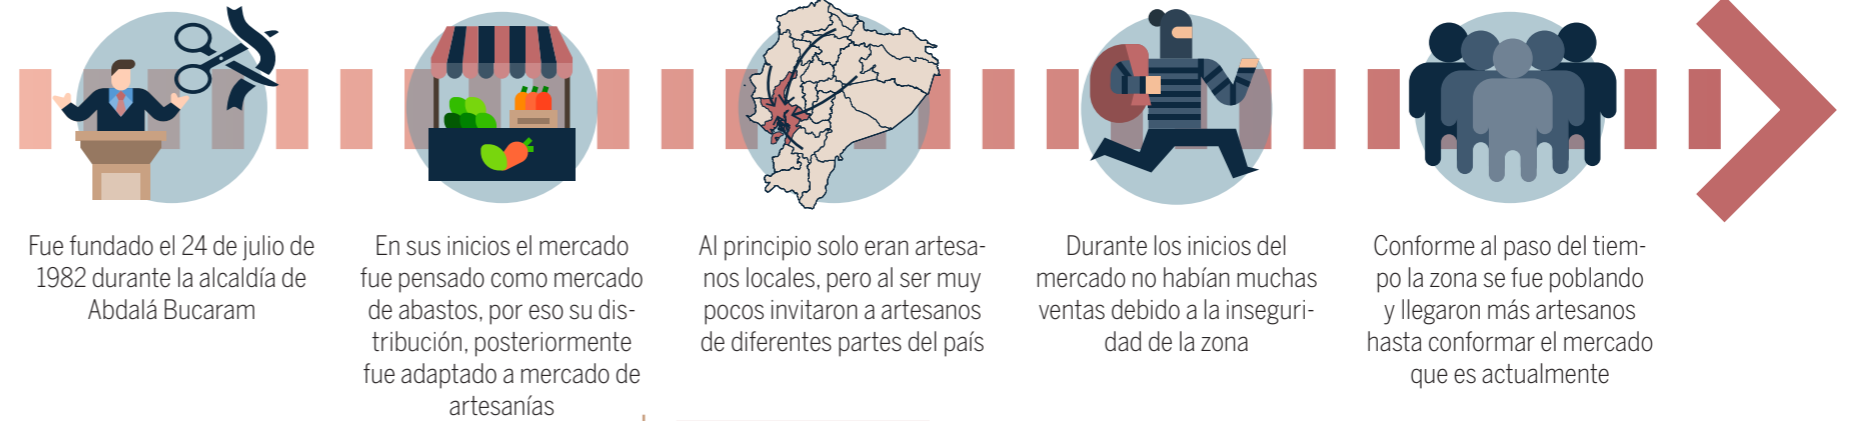 Fue fundado el 24 de julio de
1982 durante la alcaldía de
Abdalá Bucaram
En sus inicios el mercado
fue pensado como mercado
de abastos, por eso su dis-
tribución, posteriormente
fue adaptado a mercado de
artesanías
Al principio solo eran artesa-
nos locales, pero al ser muy
pocos invitaron a artesanos
de diferentes partes del país
Durante los inicios del
mercado no habían muchas
ventas debido a la inseguri-
dad de la zona
Conforme al paso del tiem-
po la zona se fue poblando
y llegaron más artesanos
hasta conformar el mercado
que es actualmente